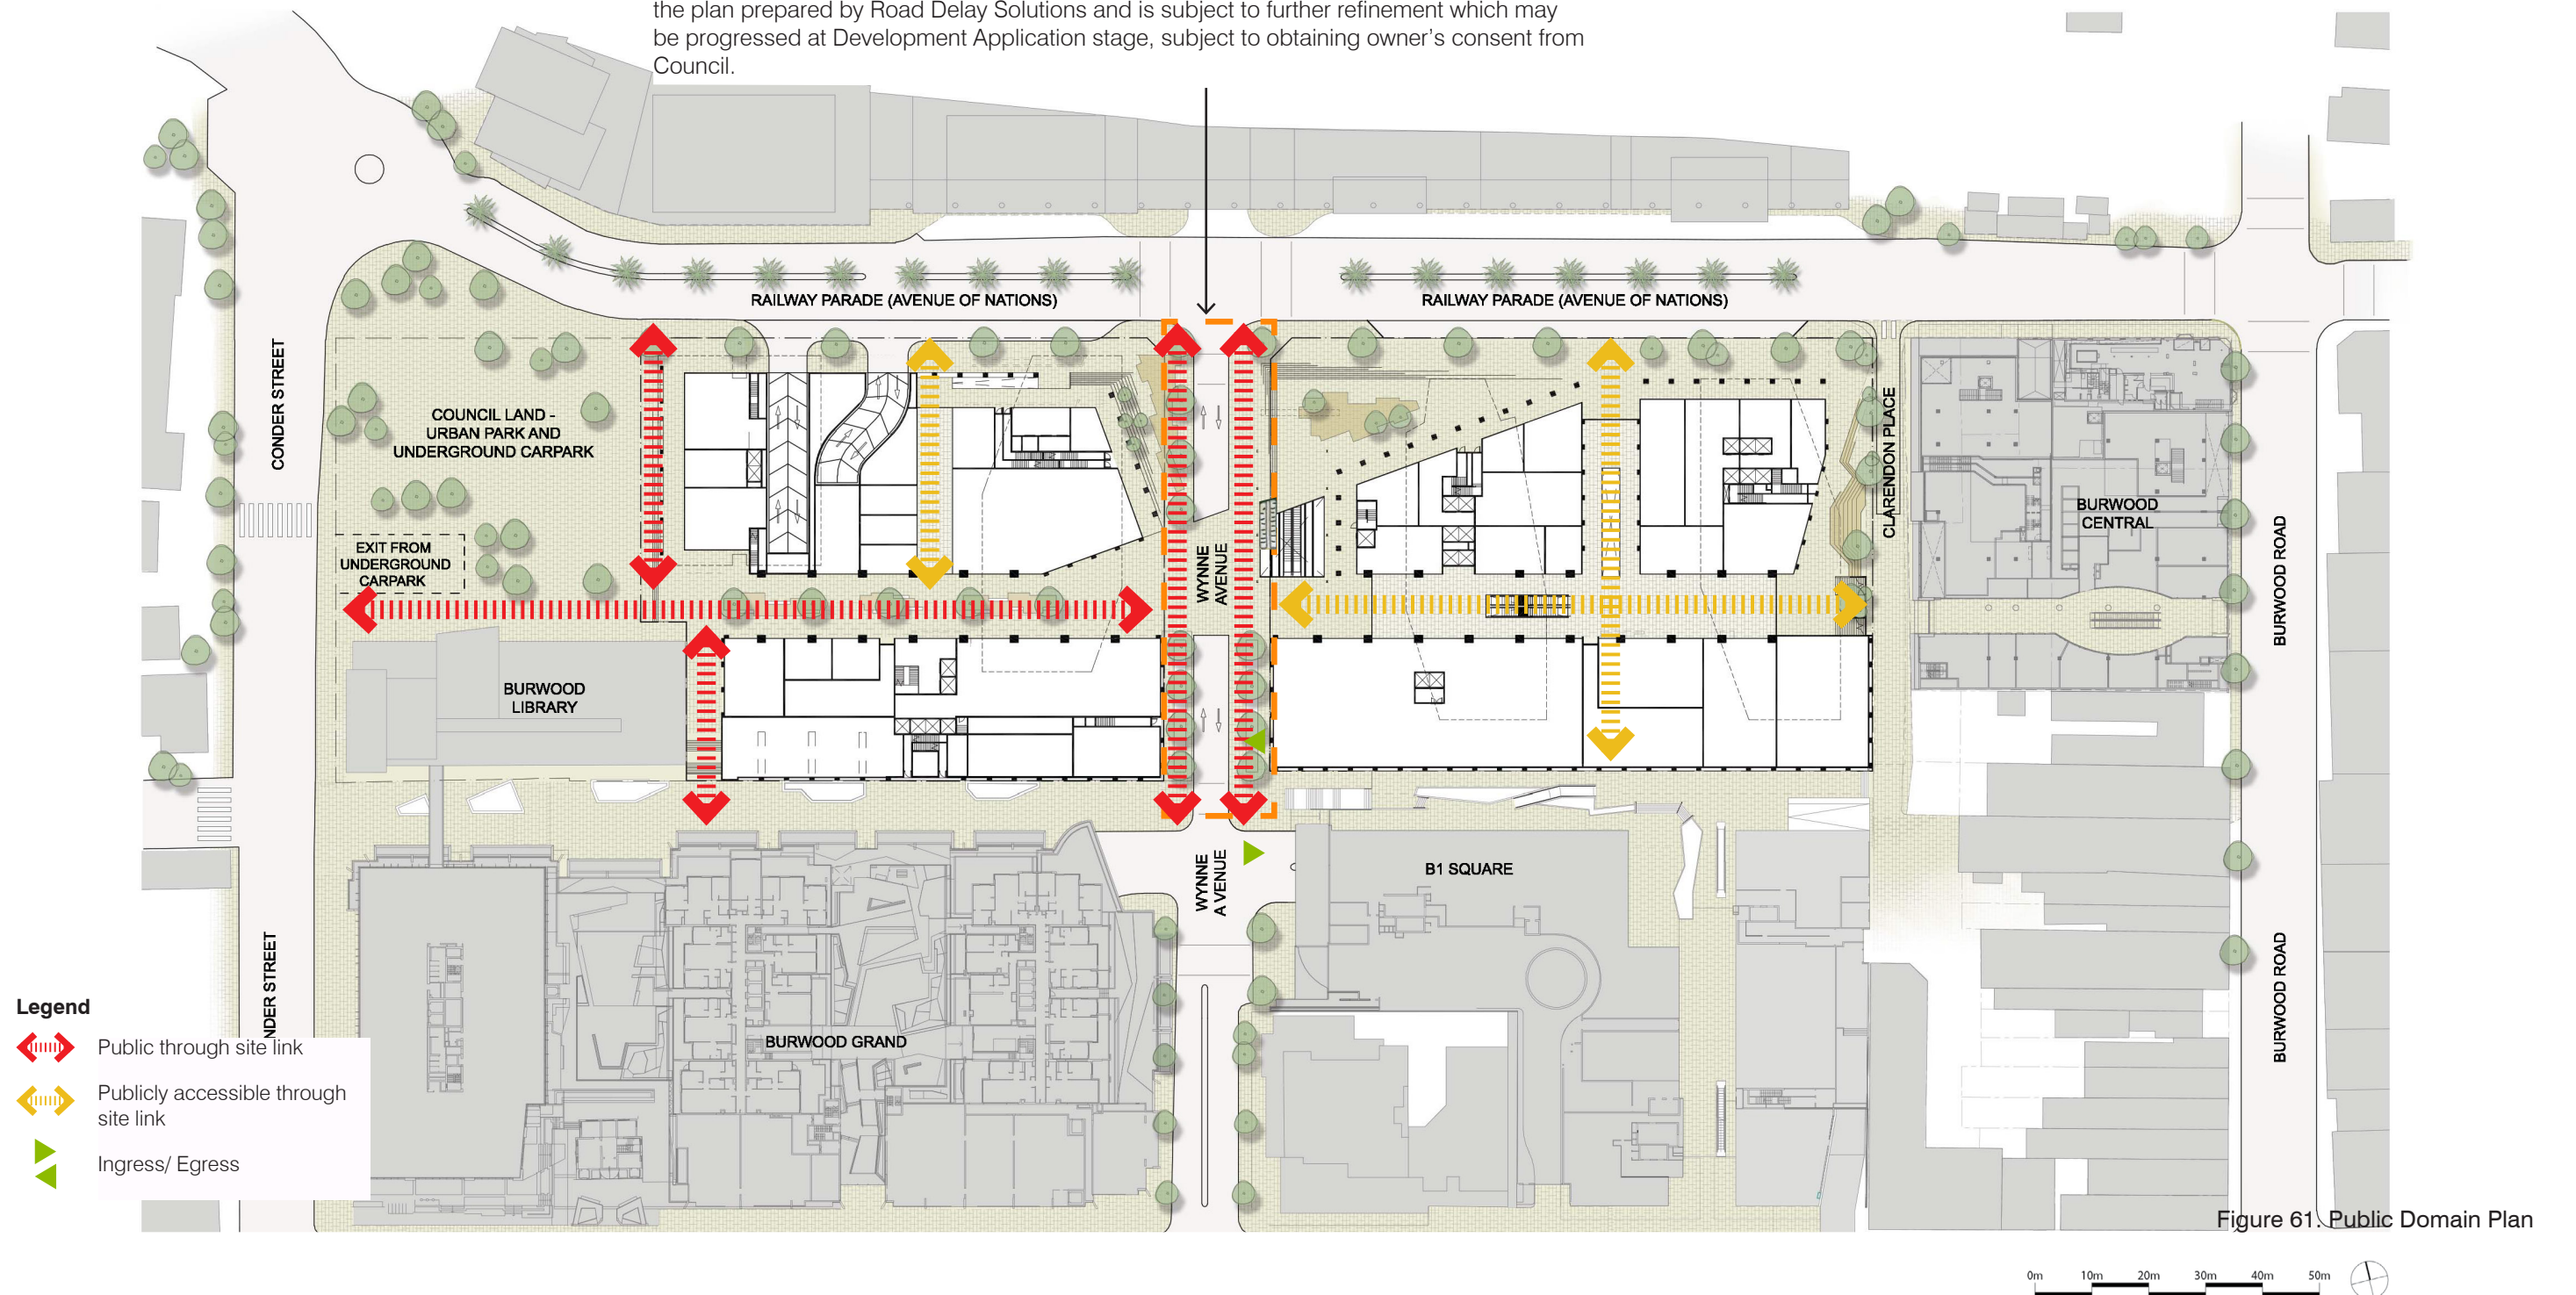 the plan prepared by Road Delay Solutions and is subject to further refinement which may
be progressed at Development Application stage, subject to obtaining owner's consent from
Council.
RAILWAY PARADE (AVENUE OF NATIONS)
RAILWAY PARADE (AVENUE OF NATIONS)
CONDER STREET
COUNCIL LAND -
URBAN PARK AND
UNDERGROUND CARPARK
EXIT FROM
UNDERGROUND
CARPARK
WYNNE
AVENUE
CLARENDON PLACE
BURWOOD
CENTRAL
BURWOOD ROAD
BURWOOD
LIBRARY
WYNNE
AVENUE
B1 SQUARE
BURWOOD GRAND
NDER STREET
BURWOOD ROAD
Legend
Public through site link
Publicly accessible through
site link
Ingress/ Egress
Figure 61. Public Domain Plan
0m 10m 20m 30m 40m 50m